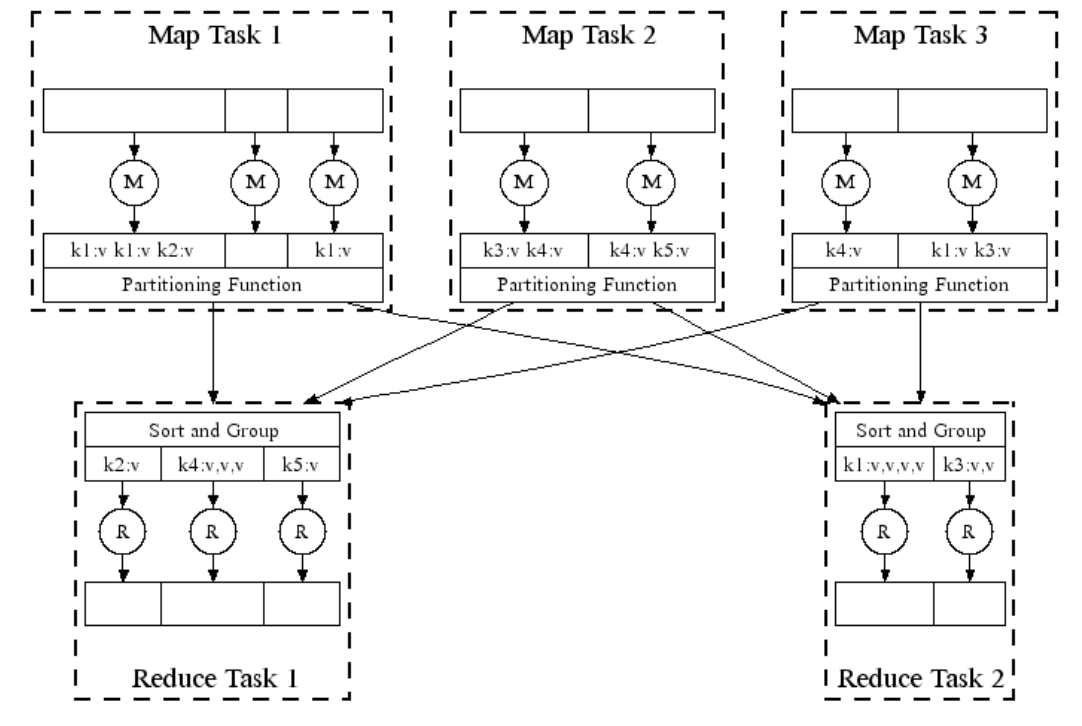 Map Task 1
Map Task 2
Map Task 3
M
M
M
M
M
M
M
k1:v k1:v k2:v
k1:v
k3:v k4:v
k4:v k5:v
k4:v
k1:v k3:v
Partitioning Function
Partitioning Function
Partitioning Function
Sort and Group
Sort and Group
k2:v
k4:v,v,v
k5:v
k1:v,v,v,v
k3:v,v
R
R
R
R
R
Reduce Task 1
Reduce Task 2